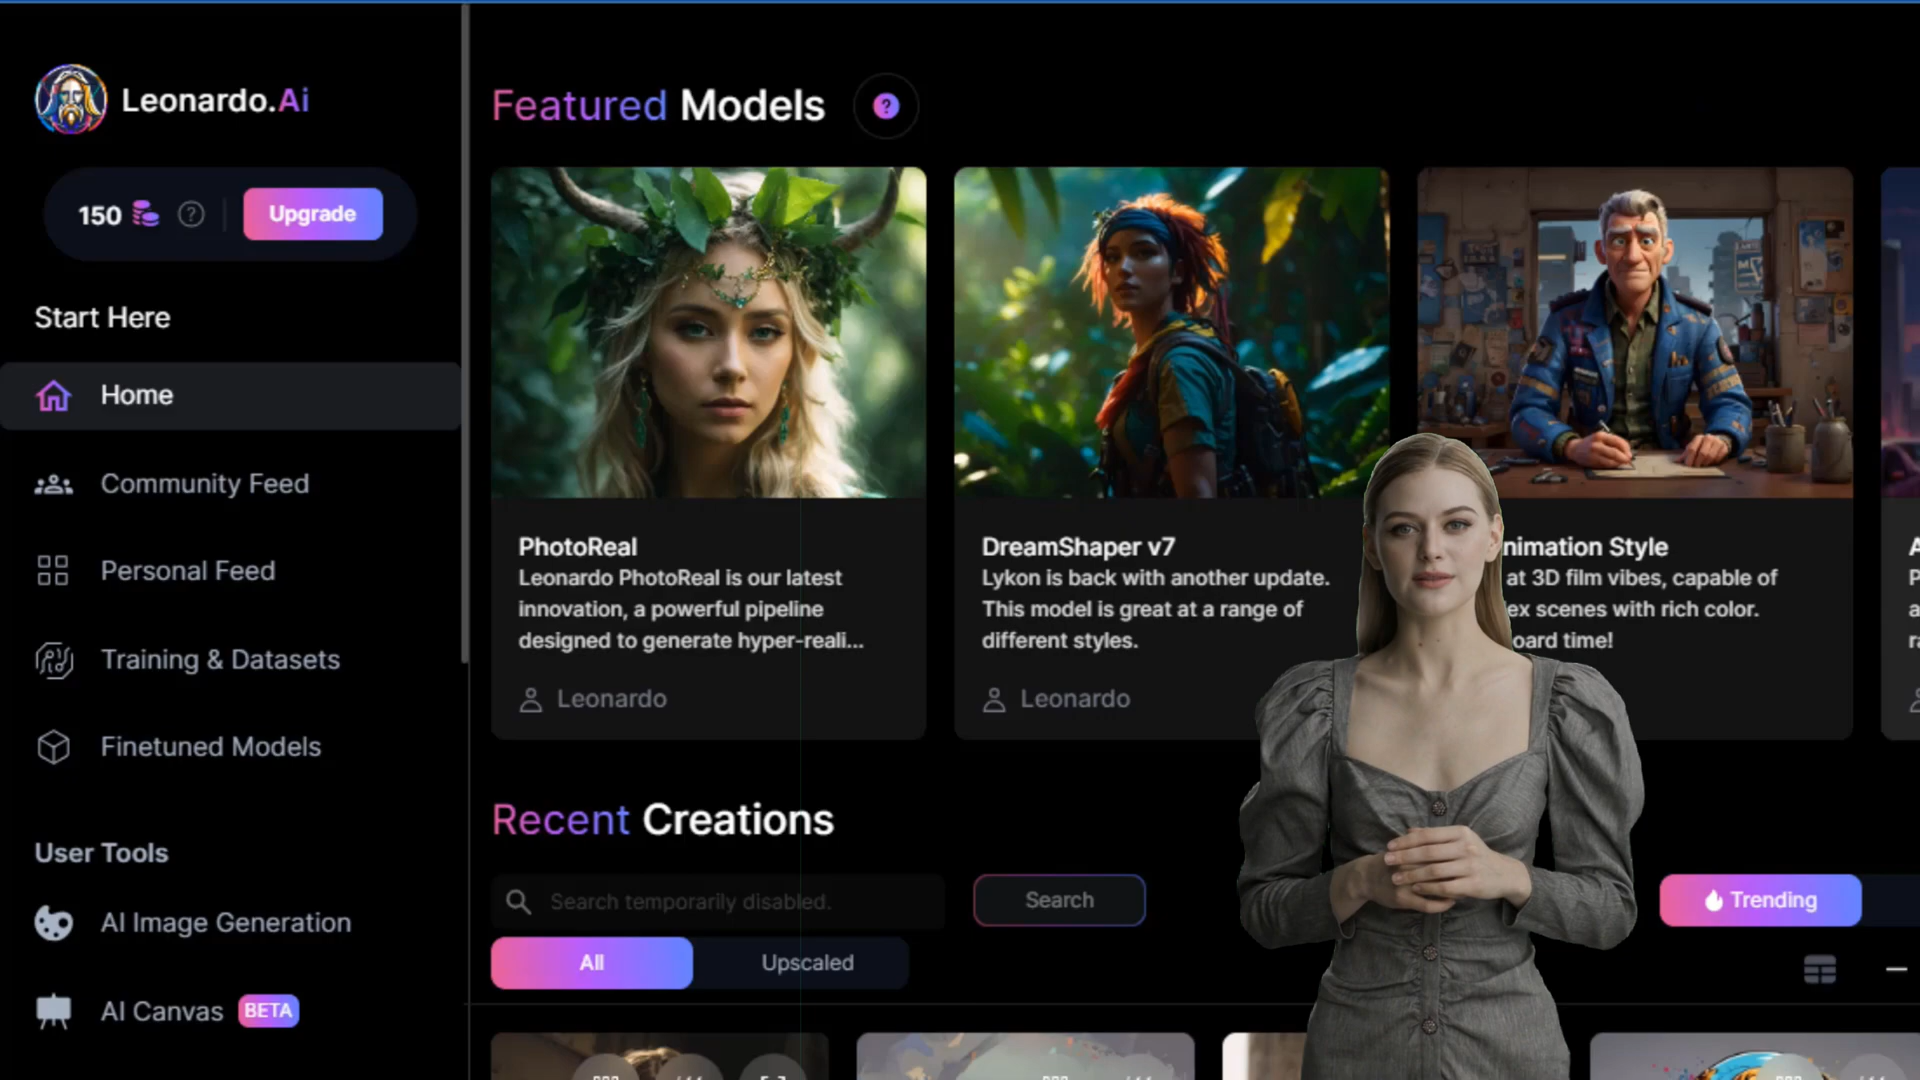 Leonardo.Ai
150
Upgrade
Start Here
Home
Community Feed
Personal Feed
Training & Datasets
Finetuned Models
User Tools
AI Image Generation
AI Canvas BETA
Featured Models
PhotoReal
Leonardo PhotoReal is our latest
innovation, a powerful pipeline
designed to generate hyper-reali...
Leonardo
DreamShaper v7
Lykon is back with another update.
This model is great at a range of
different styles.
Leonardo
nimation Style
at 3D film vibes, capable of
ex scenes with rich color.
oard time!
Recent Creations
Search temporarily disabled.
Search
Trending
All
Upscaled